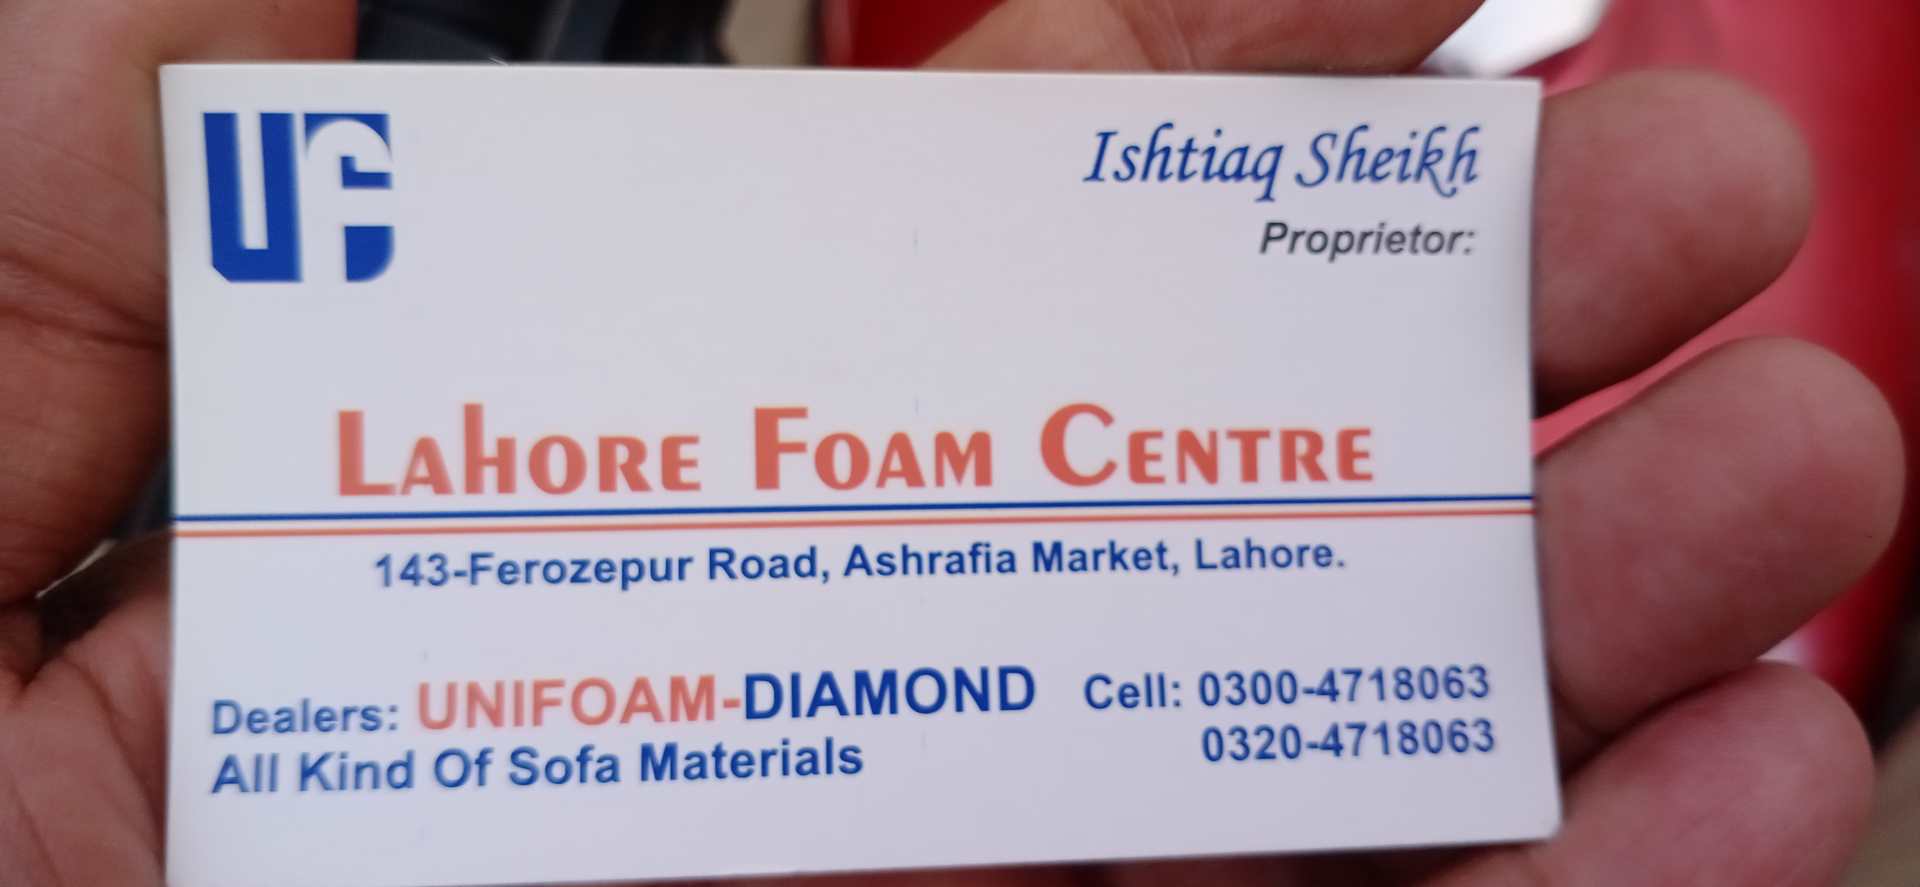 UF
Ishtiaq Sheikh
Proprietor:
Lahore Foam Centre
143-Ferozepur Road, Ashrafia Market, Lahore.
Dealers: UNIFOAM-DIAMOND
All Kind Of Sofa Materials
Cell: 0300-4718063
0320-4718063